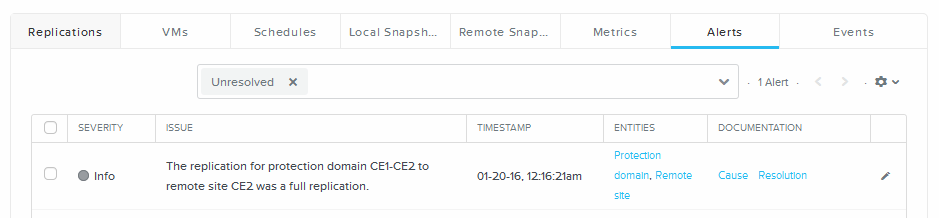 Replications VMs Schedules Local Snapsh... Remote Snap... Metrics Alerts Events
Unresolved × · 1 Alert · ·
SEVERITY ISSUE TIMESTAMP ENTITIES DOCUMENTATION
Info The replication for protection domain CE1-CE2 to
remote site CE2 was a full replication. 01-20-16, 12:16:21am Protection
domain, Remote
site Cause Resolution